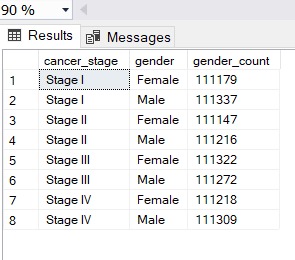 90 %
Results Messages
cancer_stage gender gender_count
1 Stage I Female 111179
2 Stage I Male 111337
3 Stage II Female 111147
4 Stage II Male 111216
5 Stage III Female 111322
6 Stage III Male 111272
7 Stage IV Female 111218
8 Stage IV Male 111309